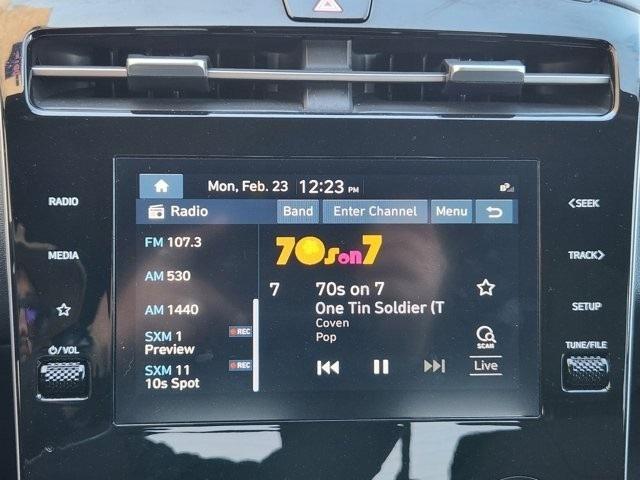 Mon, Feb. 23 12:23 PM
Radio Band Enter Channel Menu
RADIO
MEDIA
⏻/VOL
FM 107.3
AM 530
AM 1440
SXM 1 REC
Preview
SXM 11 REC
10s Spot
70s on 7
7 70s on 7
One Tin Soldier (T
Coven
Pop
SCAN
Live
<SEEK
TRACK>
SETUP
TUNE/FILE